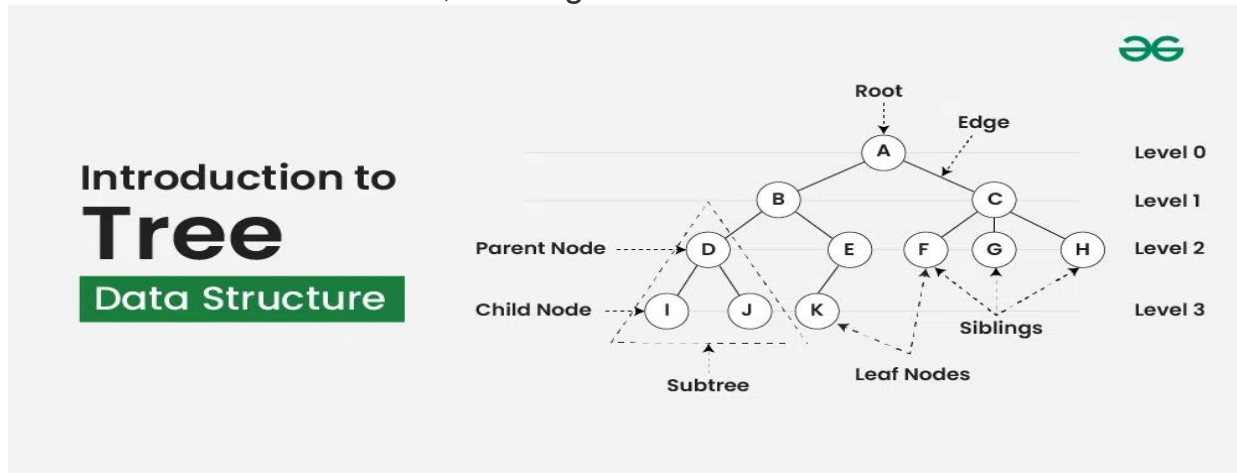 Introduction to
Tree
Data Structure
Root
Edge
A
Level 0
B
C
Level 1
Parent Node
D
E
F
G
H
Level 2
Child Node
I
J
K
Level 3
Siblings
Leaf Nodes
Subtree